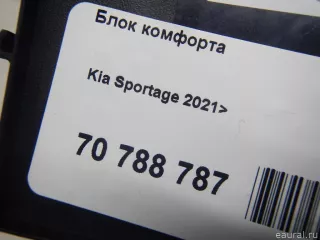 Блок комфорта
Kia Sportage 2021>
70 788 787
eaural.ru